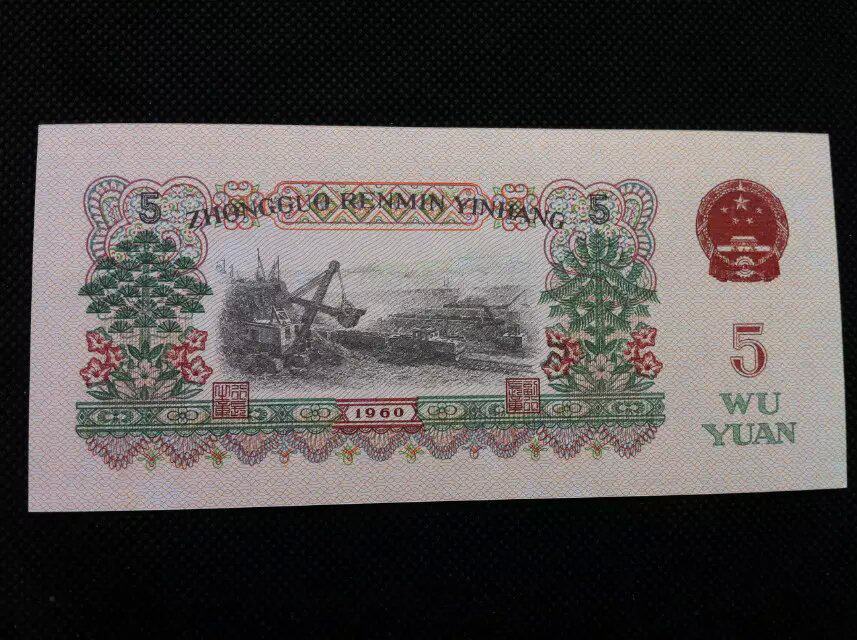 5 ZHONGGUO RENMIN YINHANG 5
1960
5
WU
YUAN